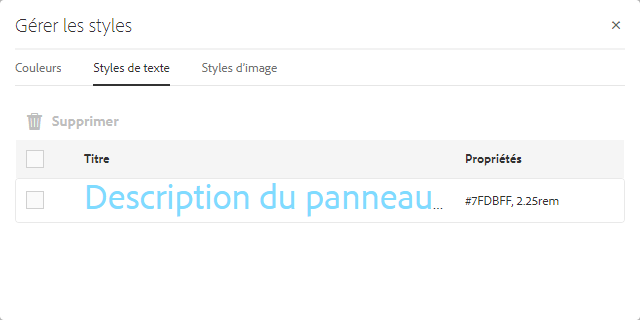 Gérer les styles ×
Couleurs Styles de texte Styles d'image
Supprimer
Titre Propriétés
Description du panneau... #7FDBFF, 2.25rem